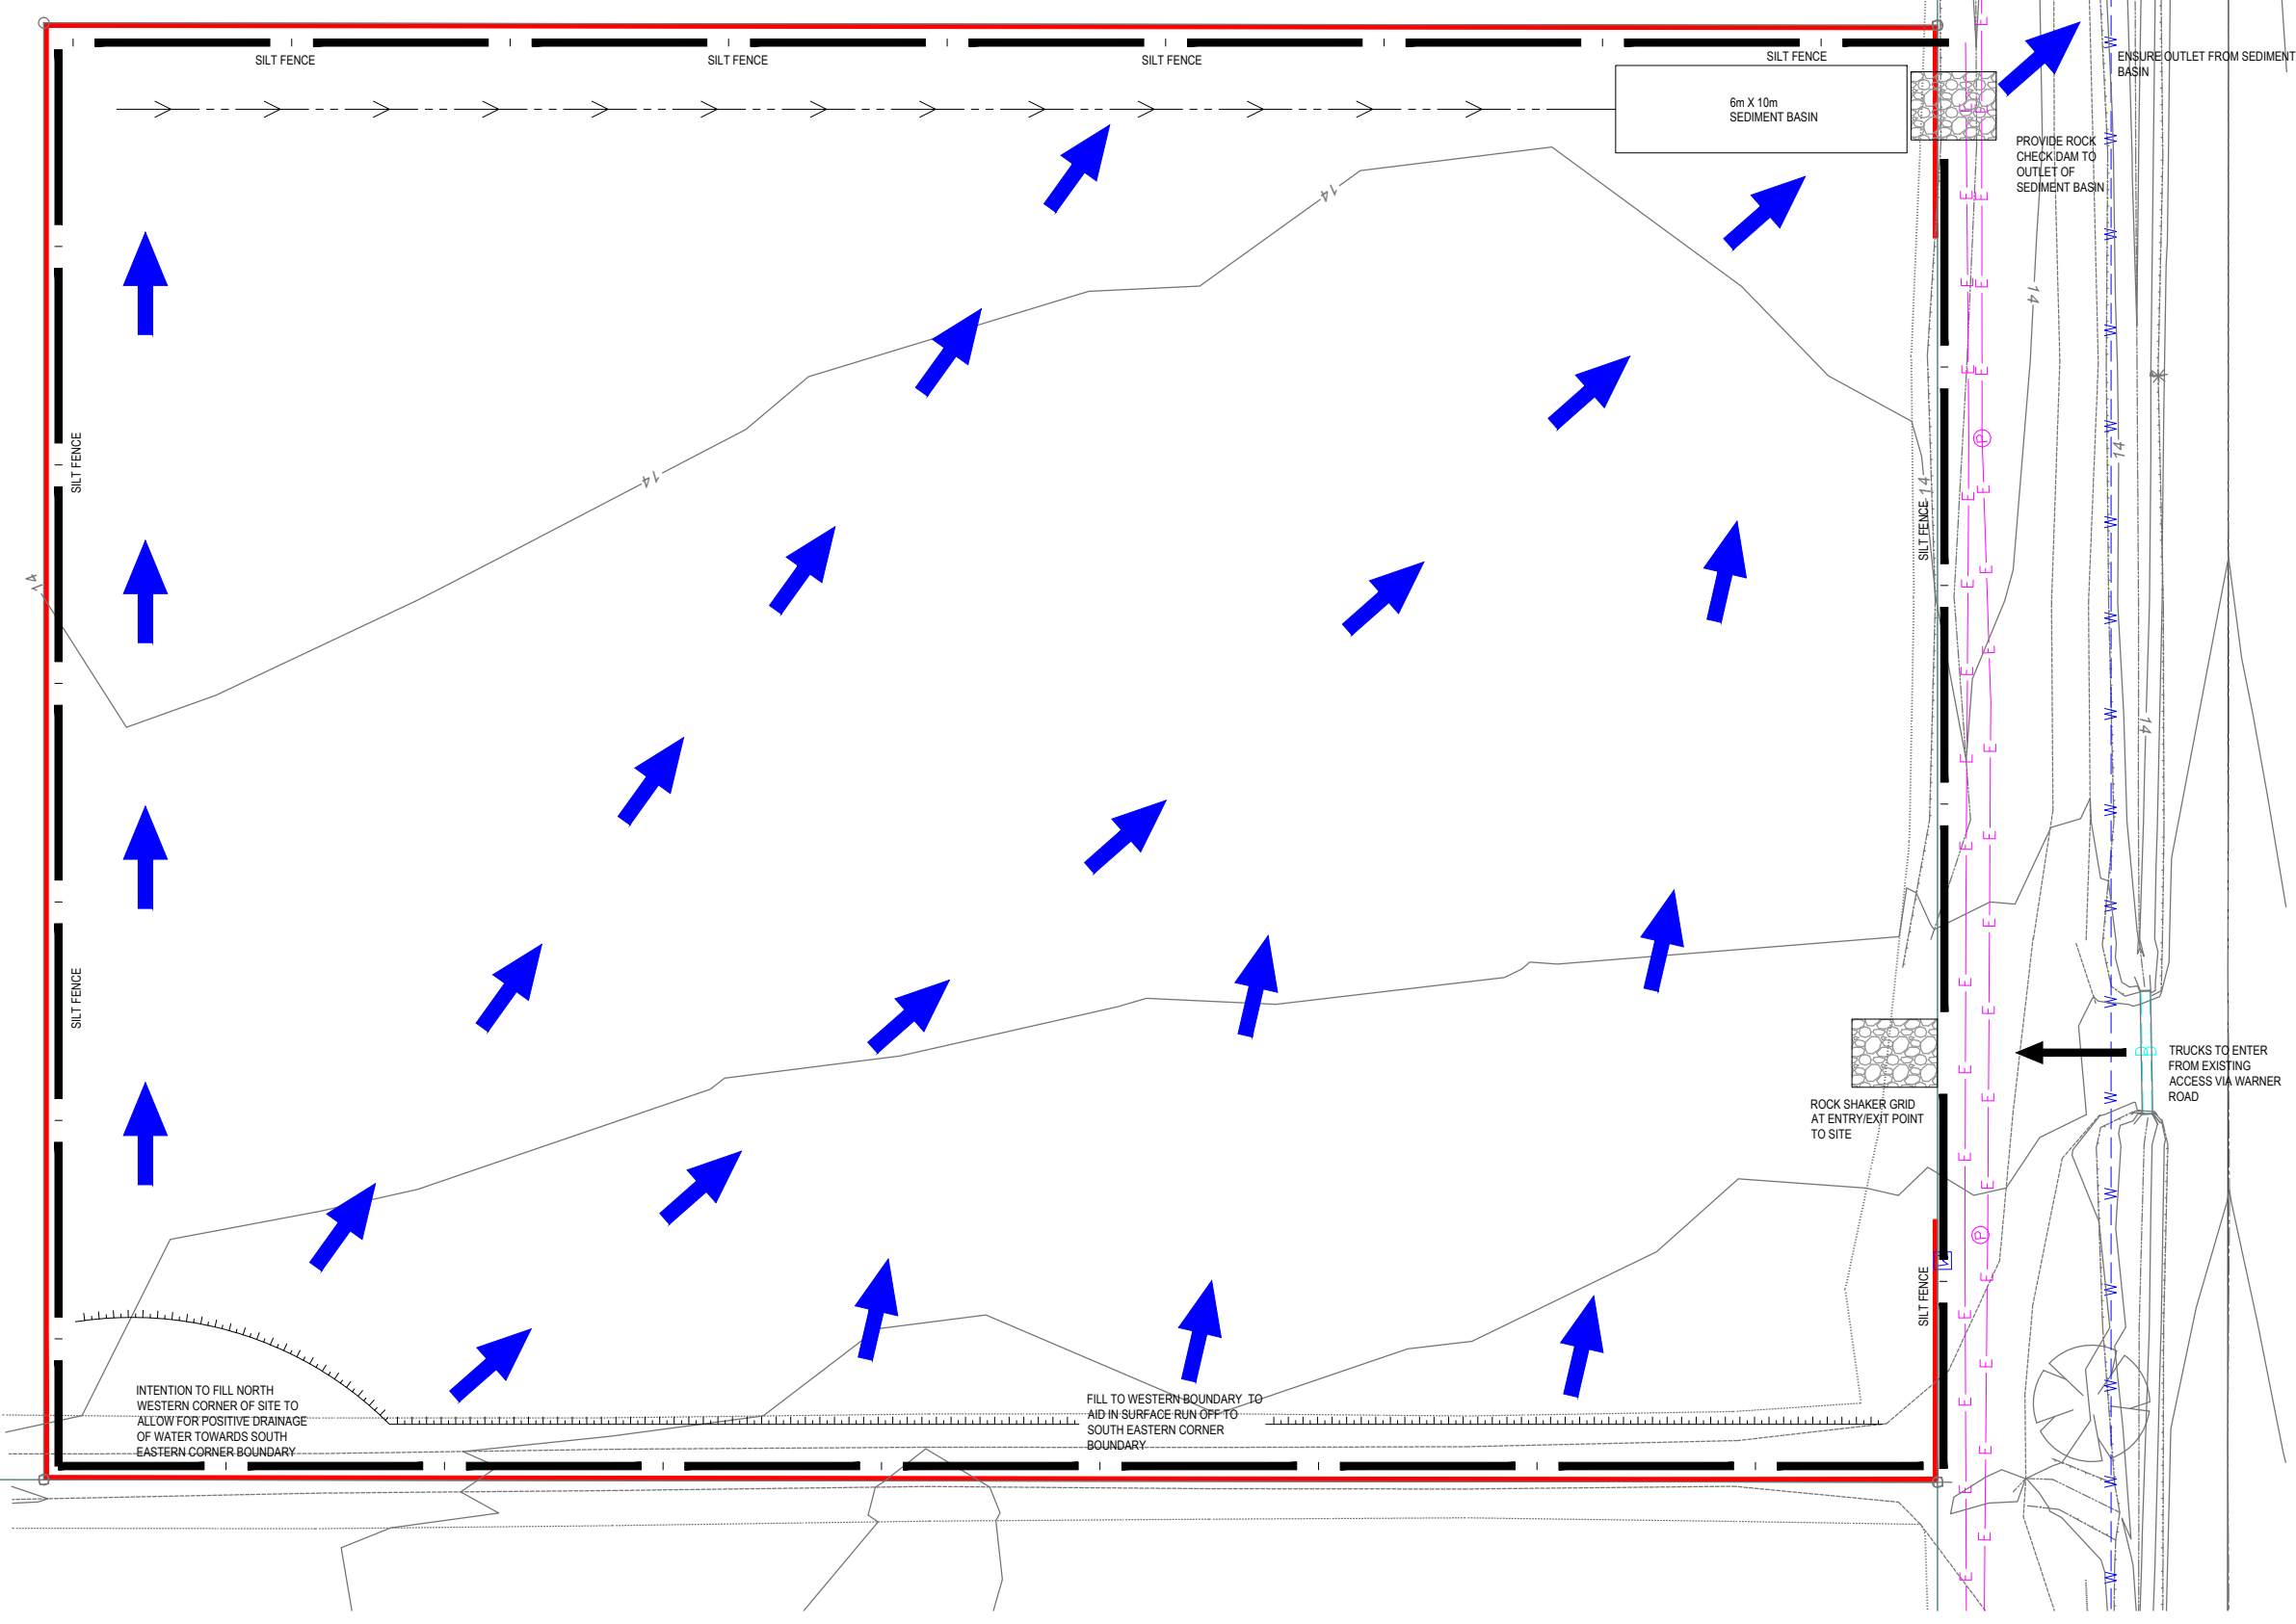 SILT FENCE
SILT FENCE
SILT FENCE
SILT FENCE
ENSURE OUTLET FROM SEDIMENT
BASIN
6m X 10m
SEDIMENT BASIN
PROVIDE ROCK
CHECK DAM TO
OUTLET OF
SEDIMENT BASIN
14
14
14
14
14
14
14
SILT FENCE
SILT FENCE
SILT FENCE
TRUCKS TO ENTER
FROM EXISTING
ACCESS VIA WARNER
ROAD
ROCK SHAKER GRID
AT ENTRY/EXIT POINT
TO SITE
SILT FENCE
INTENTION TO FILL NORTH
WESTERN CORNER OF SITE TO
ALLOW FOR POSITIVE DRAINAGE
OF WATER TOWARDS SOUTH
EASTERN CORNER BOUNDARY
FILL TO WESTERN BOUNDARY TO
AID IN SURFACE RUN OFF TO
SOUTH EASTERN CORNER
BOUNDARY